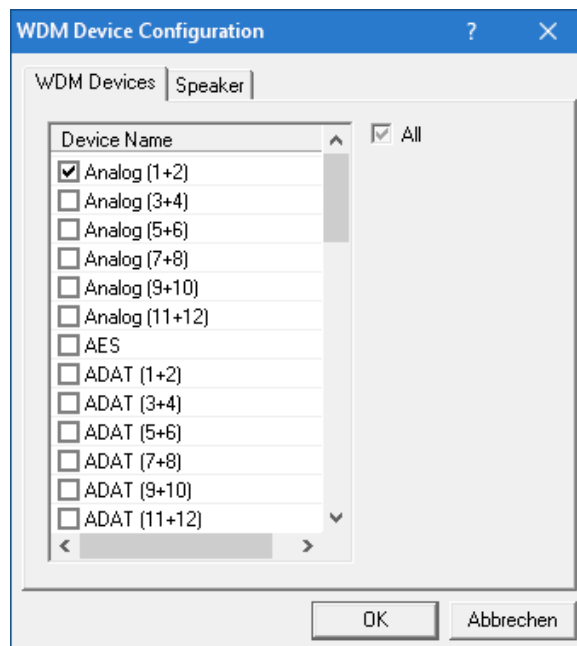 WDM Device Configuration ?
WDM Devices Speaker
Device Name
All
Analog (1+2)
Analog (3+4)
Analog (5+6)
Analog (7+8)
Analog (9+10)
Analog (11+12)
AES
ADAT (1+2)
ADAT (3+4)
ADAT (5+6)
ADAT (7+8)
ADAT (9+10)
ADAT (11+12)
OK Abbrechen